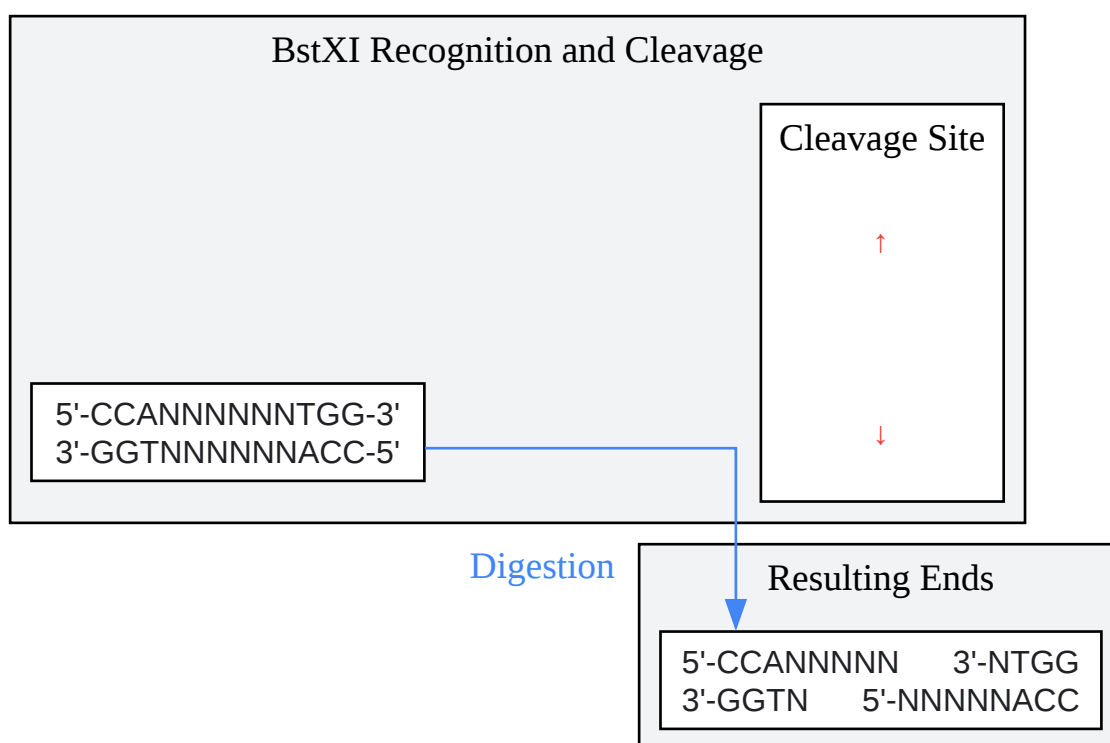 BstXI Recognition and Cleavage
Cleavage Site
↑
↓
5'-CCANNNNNNTGG-3'
3'-GGTNNNNNNACC-5'
Digestion
Resulting Ends
5'-CCANNNNN 3'-NTGG
3'-GGTN 5'-NNNNNACC